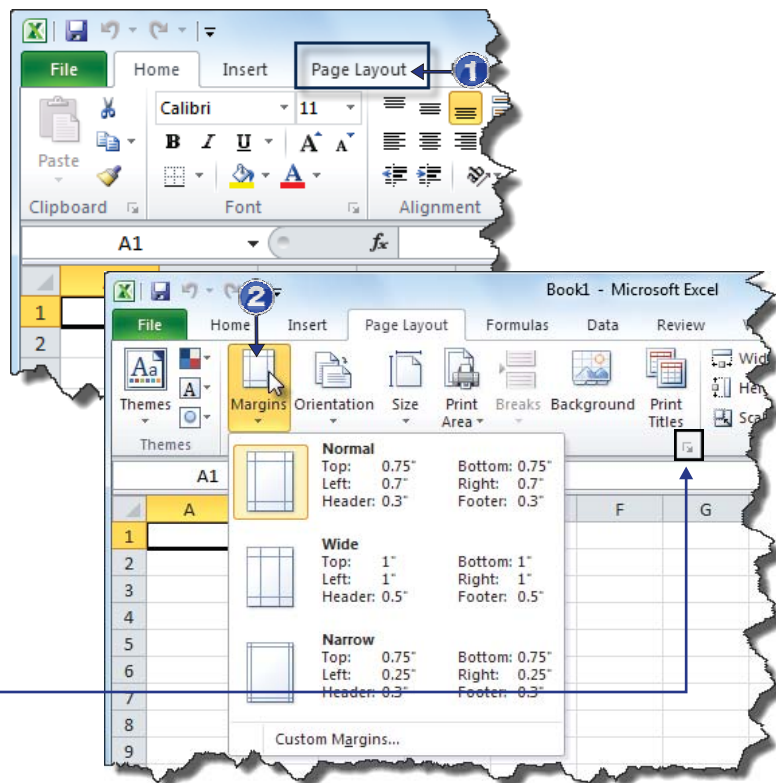 File Home Insert Page Layout 1
Calibri 11
B I U A A
Paste A
Clipboard Font Alignment
A1 fx
1
2
2
Book1 - Microsoft Excel
File Home Insert Page Layout Formulas Data Review
Aa A
Themes Margins Orientation Size Print Area Breaks Background Print Titles
Themes
A1
A F G
1
2
3
4
5
6
7
8
9
Normal
Top: 0.75" Bottom: 0.75"
Left: 0.7" Right: 0.7"
Header: 0.3" Footer: 0.3"
Wide
Top: 1" Bottom: 1"
Left: 1" Right: 1"
Header: 0.5" Footer: 0.5"
Narrow
Top: 0.75" Bottom: 0.75"
Left: 0.25" Right: 0.25"
Header: 0.3" Footer: 0.3"
Custom Margins...